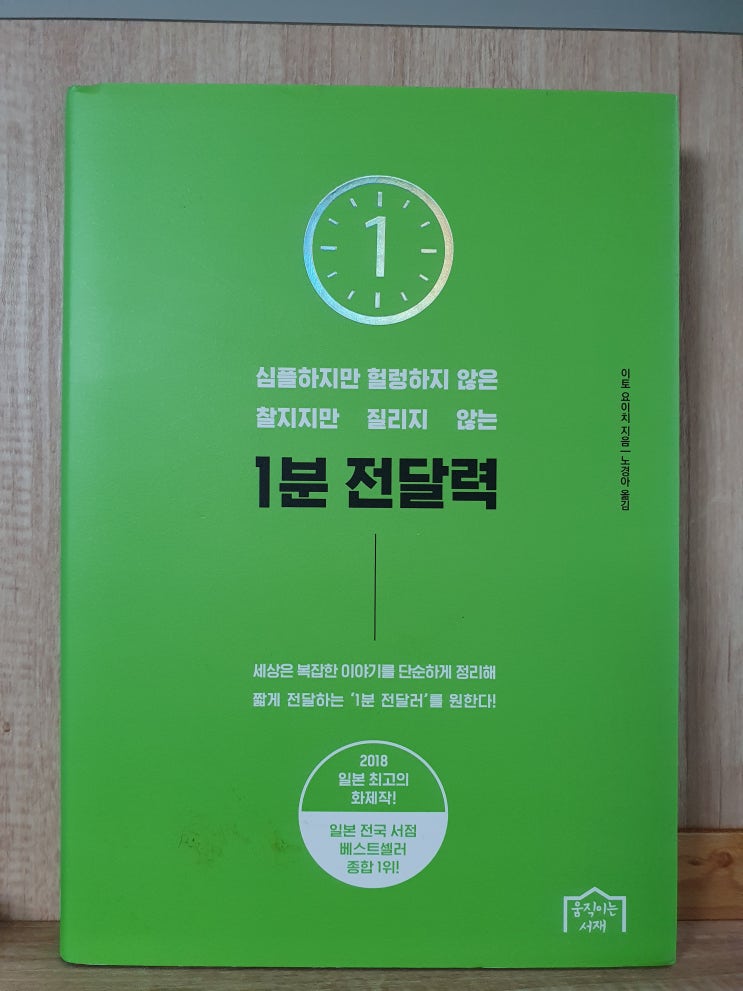 1
심플하지만 헐렁하지 않은
찰지지만 질리지 않는
1분 전달력
이토 요이치 지음 | 노경아 옮김
세상은 복잡한 이야기를 단순하게 정리해
짧게 전달하는 '1분 전달러'를 원한다!
2018
일본 최고의
화제작!
일본 전국 서점
베스트셀러
종합 1위!
움직이는
서재